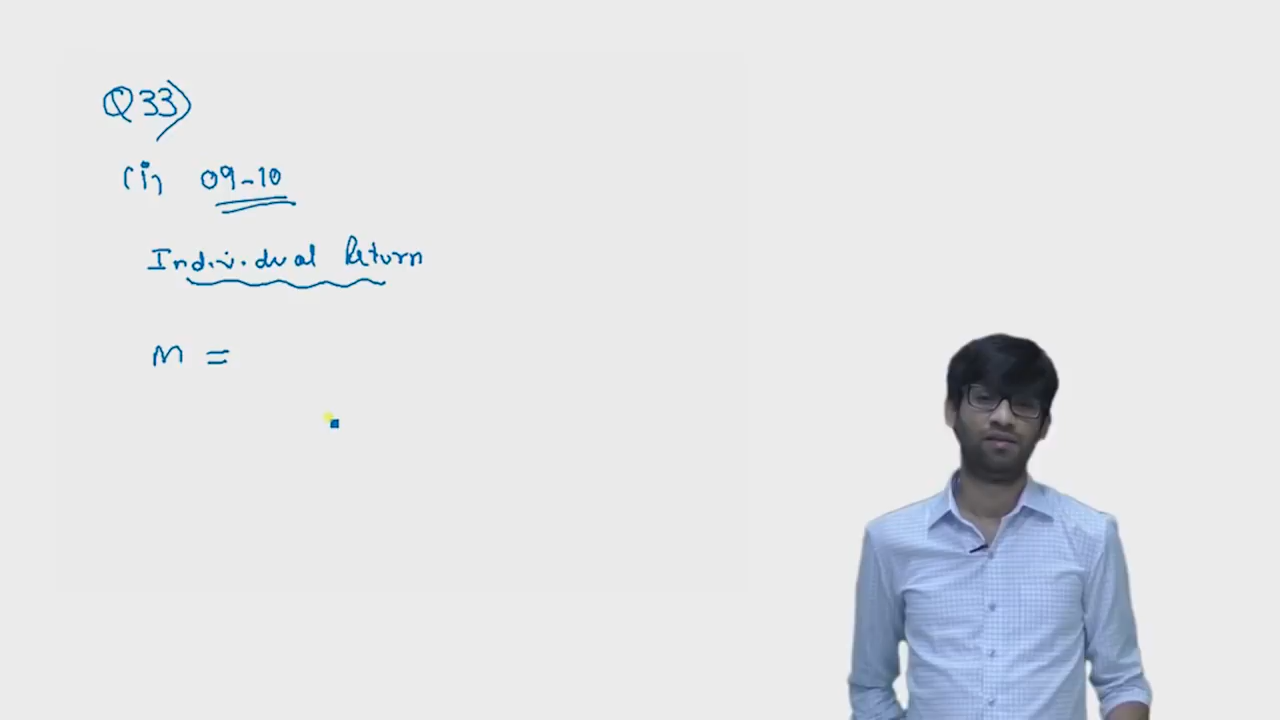 Q33)
(i) 09-10
Individual Return
M =